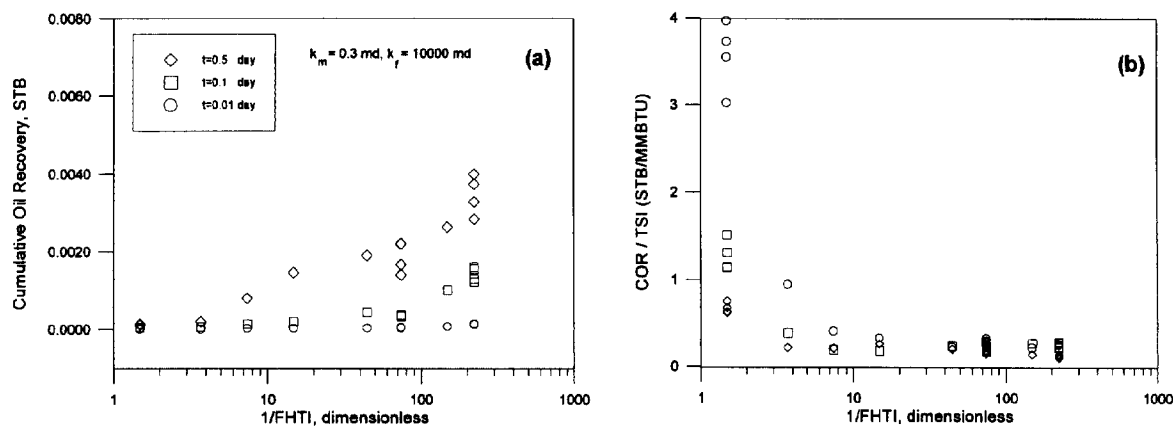 0.0080
0.0060
0.0040
0.0020
0.0000
Cumulative Oil Recovery, STB
t=0.5 day
t=0.1 day
t=0.01 day
k_m = 0.3 md, k_f = 10000 md
(a)
1 10 100 1000
1/FHTI, dimensionless
4
3
2
1
0
COR / TSI (STB/MMBTU)
(b)
1 10 100 1000
1/FHTI, dimensionless